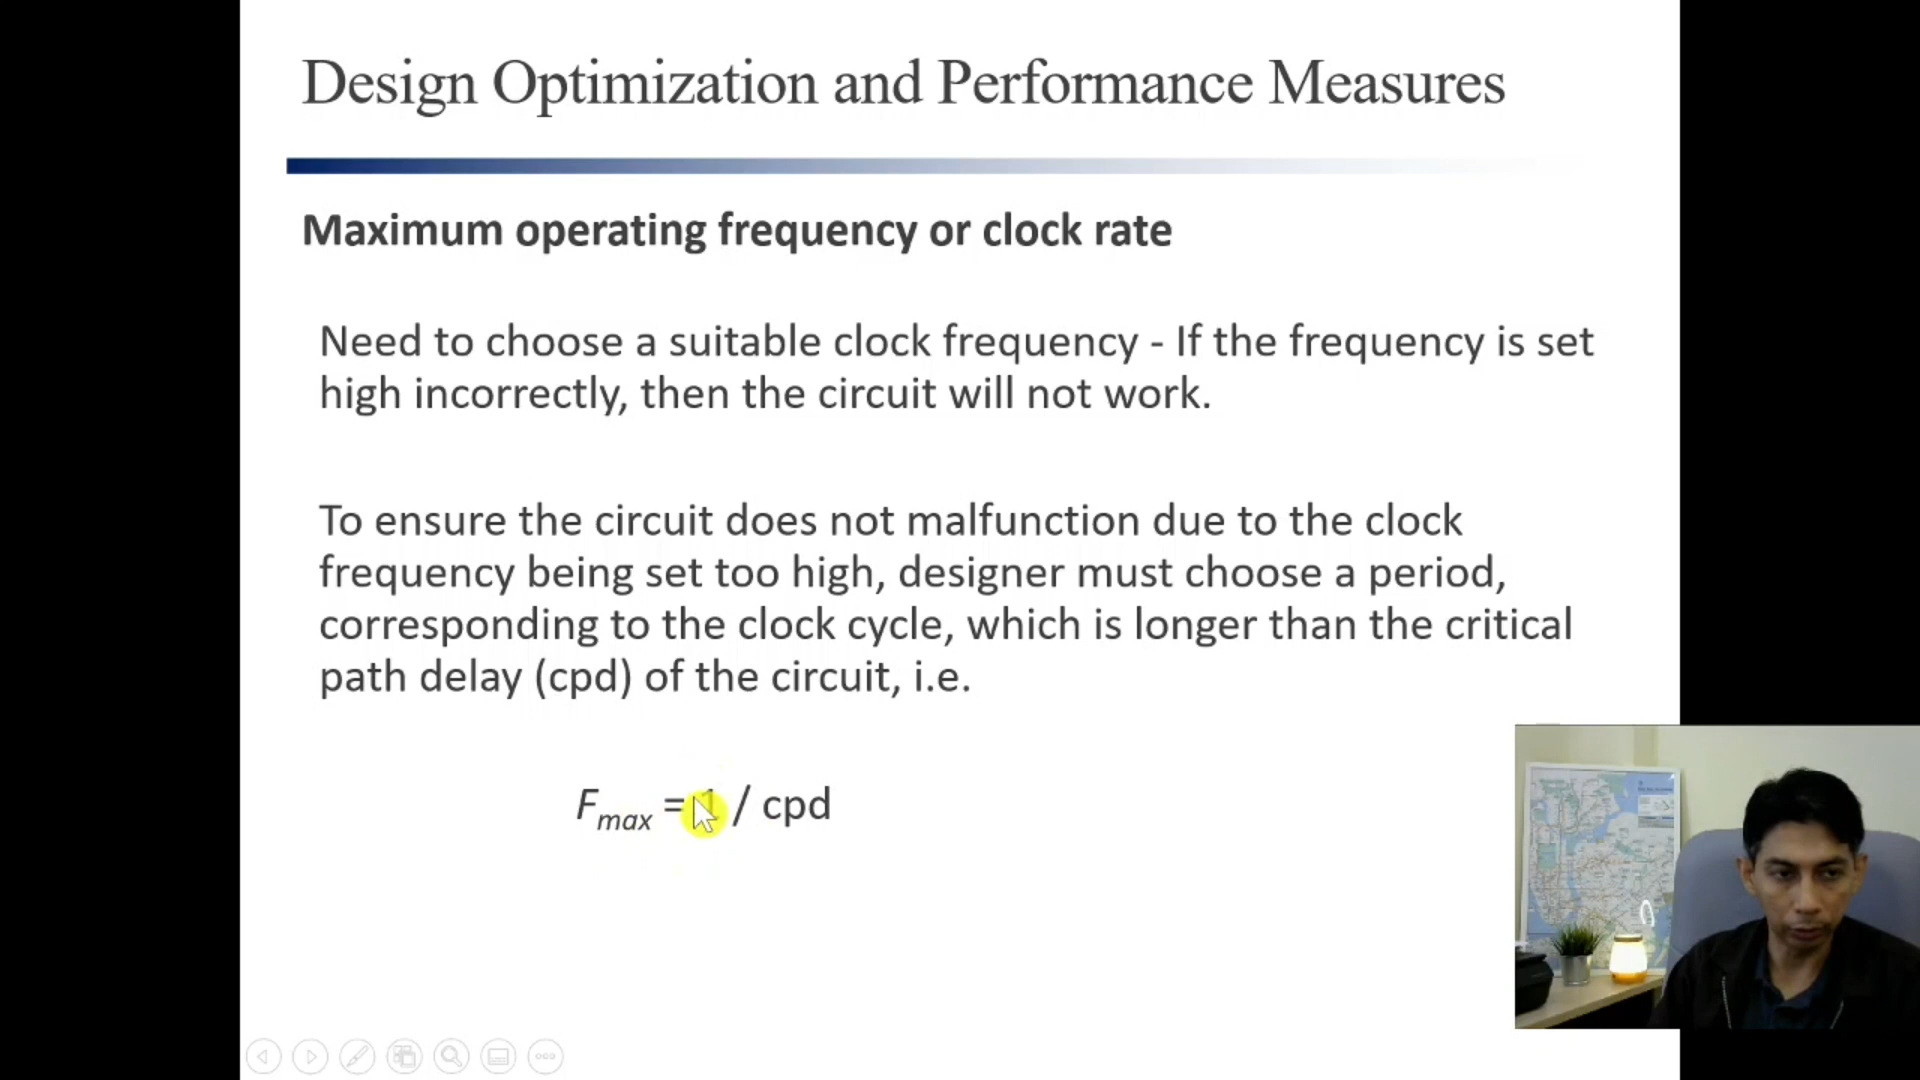 Design Optimization and Performance Measures
Maximum operating frequency or clock rate
Need to choose a suitable clock frequency - If the frequency is set
high incorrectly, then the circuit will not work.
To ensure the circuit does not malfunction due to the clock
frequency being set too high, designer must choose a period,
corresponding to the clock cycle, which is longer than the critical
path delay (cpd) of the circuit, i.e.
Fmax = 1 / cpd